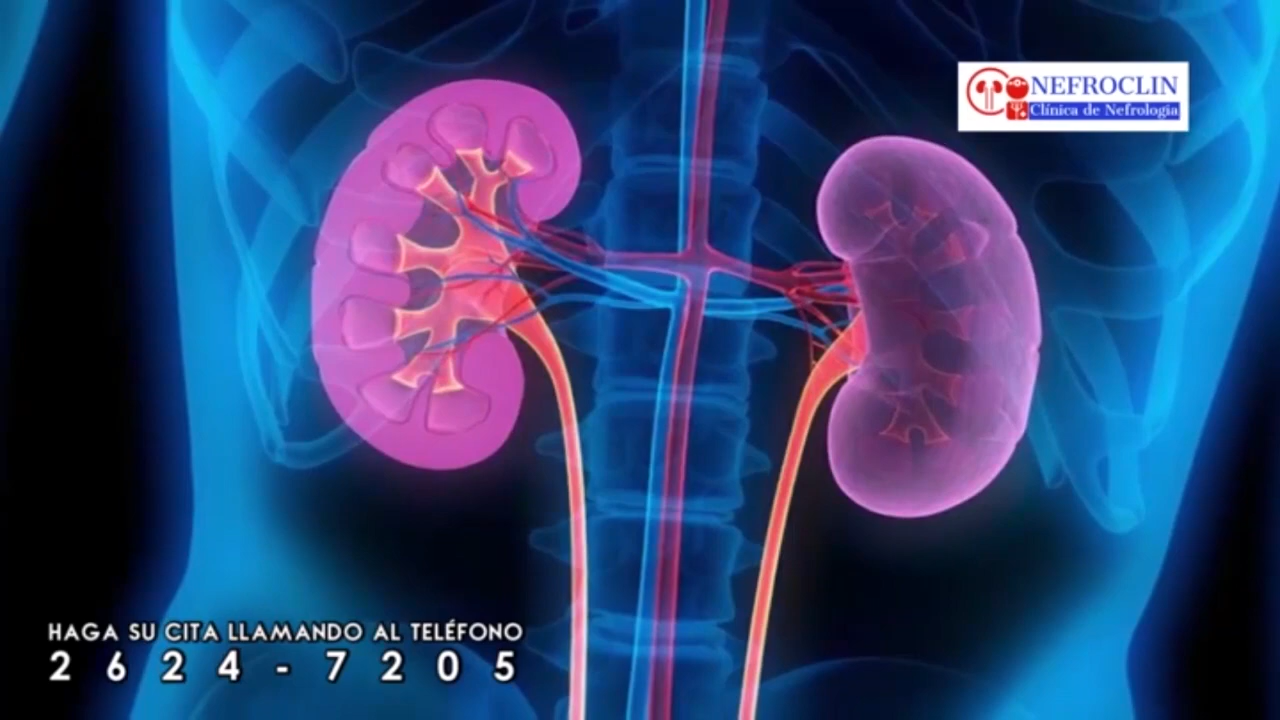 NEFROCLIN
Clínica de Nefrología
HAGA SU CITA LLAMANDO AL TELÉFONO
2624-7205